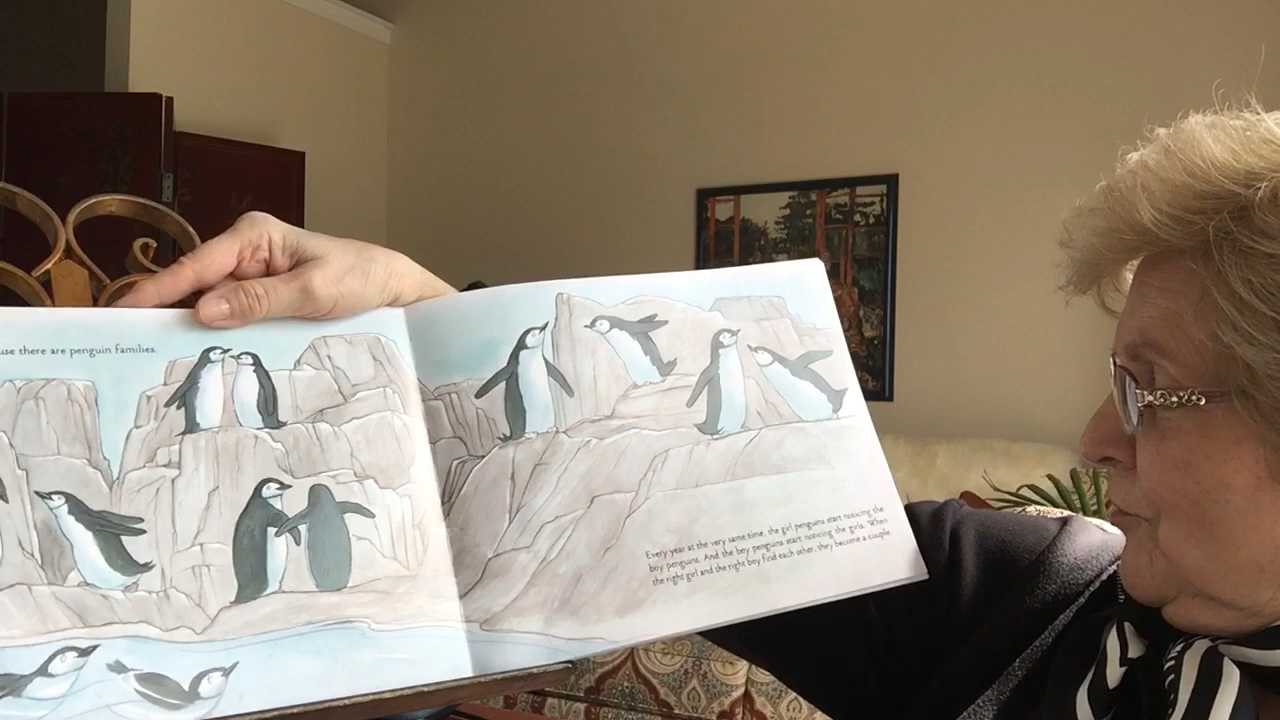 use there are penguin families.
Every year at the very same time, the girl penguins start noticing the
boy penguins. And the boy penguins start noticing the girls. When
the right girl and the right boy find each other, they become a couple.